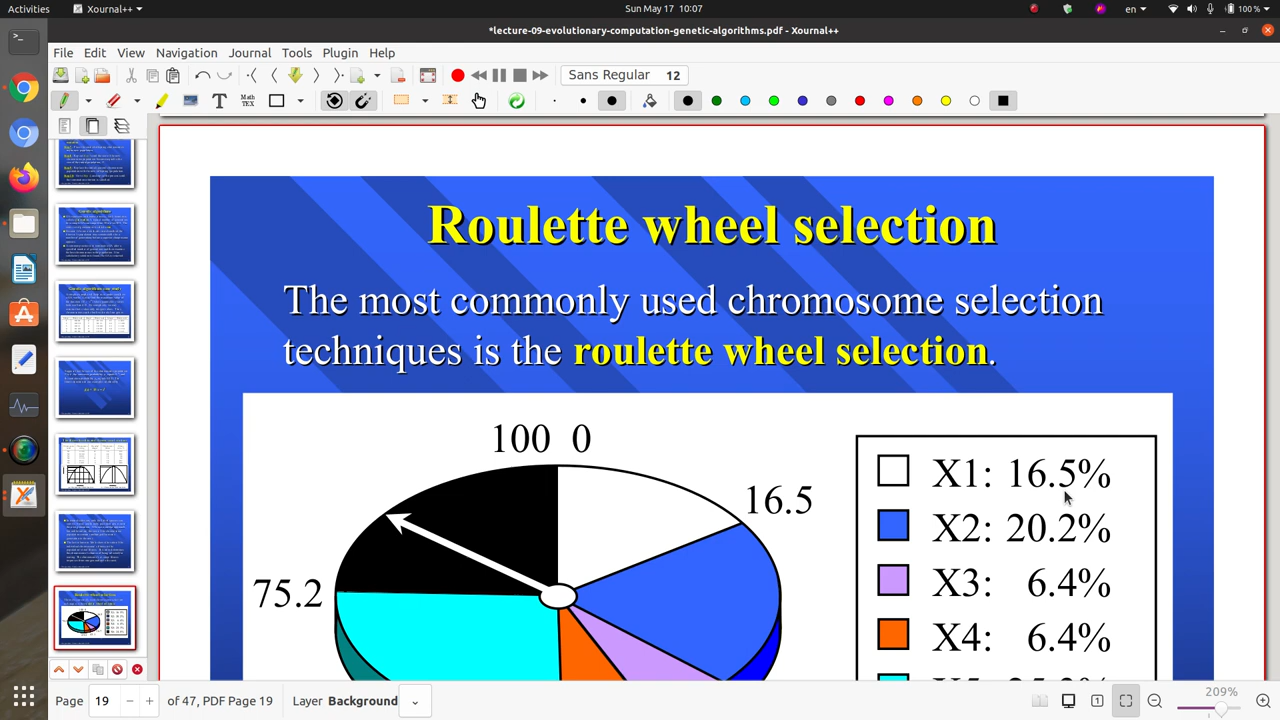 Activities
Xournal++
Sun May 17 10:07
en
100 %
*lecture-09-evolutionary-computation-genetic-algorithms.pdf - Xournal++
File Edit View Navigation Journal Tools Plugin Help
Sans Regular 12
Roulette wheel selection
The most commonly used chromosome selection
techniques is the roulette wheel selection.
100 0
16.5
75.2
X1: 16.5%
X2: 20.2%
X3: 6.4%
X4: 6.4%
Page 19 of 47, PDF Page 19 Layer Background
209%